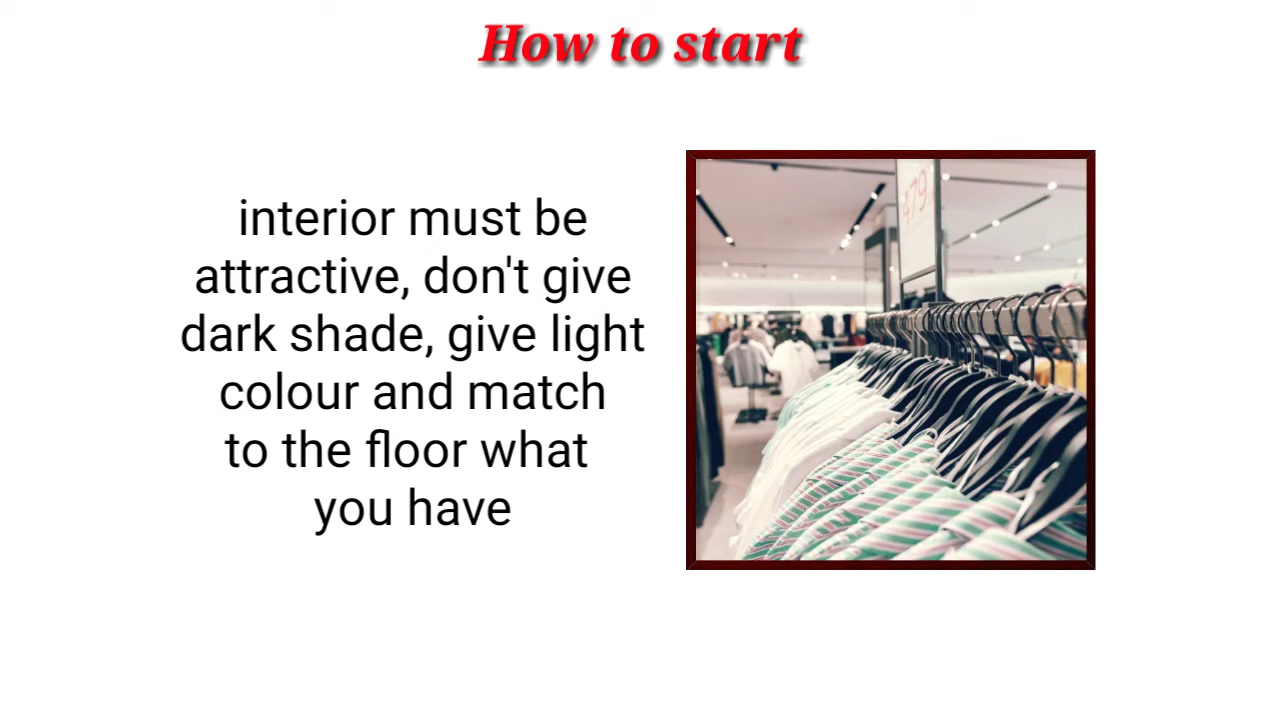 How to start
interior must be
attractive, don't give
dark shade, give light
colour and match
to the floor what
you have
479